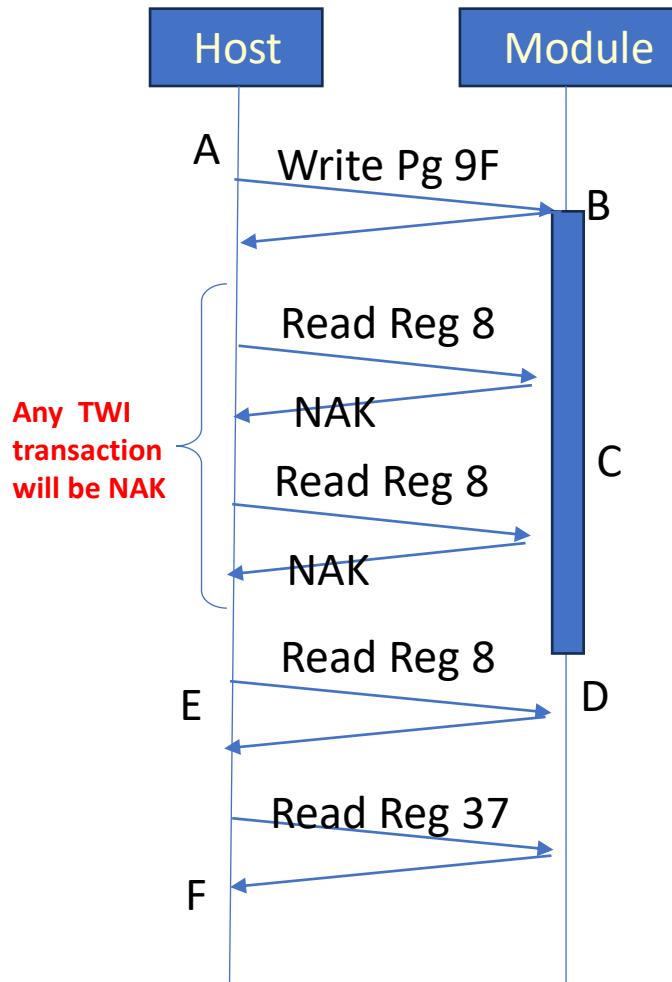 Host
Module
A
Write Pg 9F
B
Read Reg 8
NAK
Any TWI
transaction
will be NAK
C
Read Reg 8
NAK
Read Reg 8
E
D
Read Reg 37
F